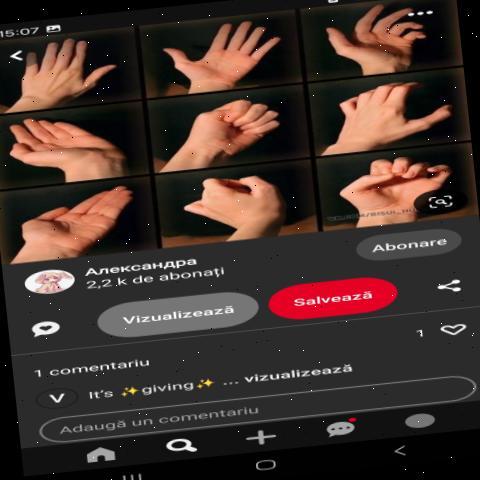 15:07
Abonare
Александра
2,2 k de abonați
Vizualizează
Salvează
1
1 comentariu
V
It's ✨giving✨ ... vizualizează
Adaugă un comentariu